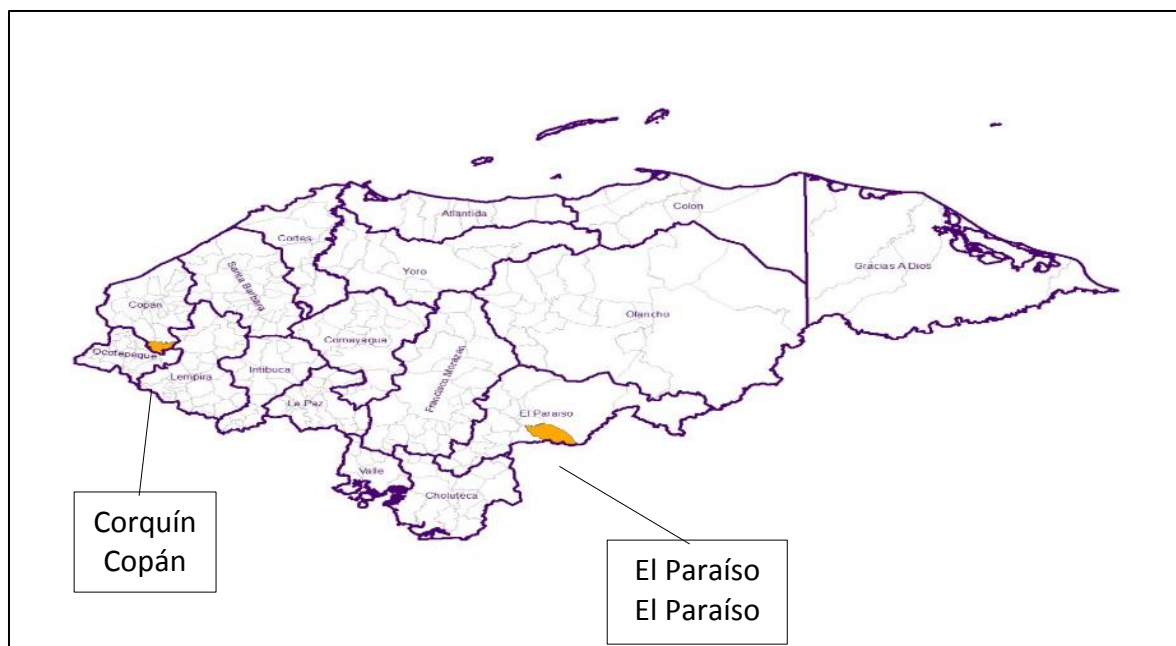 Atlantida
Colon
Cortes
Yoro
Gracias A Dios
Santa Barbara
Copán
Olancho
Comayagua
Ocotepeque
Lempira
Intibuca
Francisco Morazan
La Paz
El Paraiso
Valle
Choluteca
Corquín
Copán
El Paraíso
El Paraíso